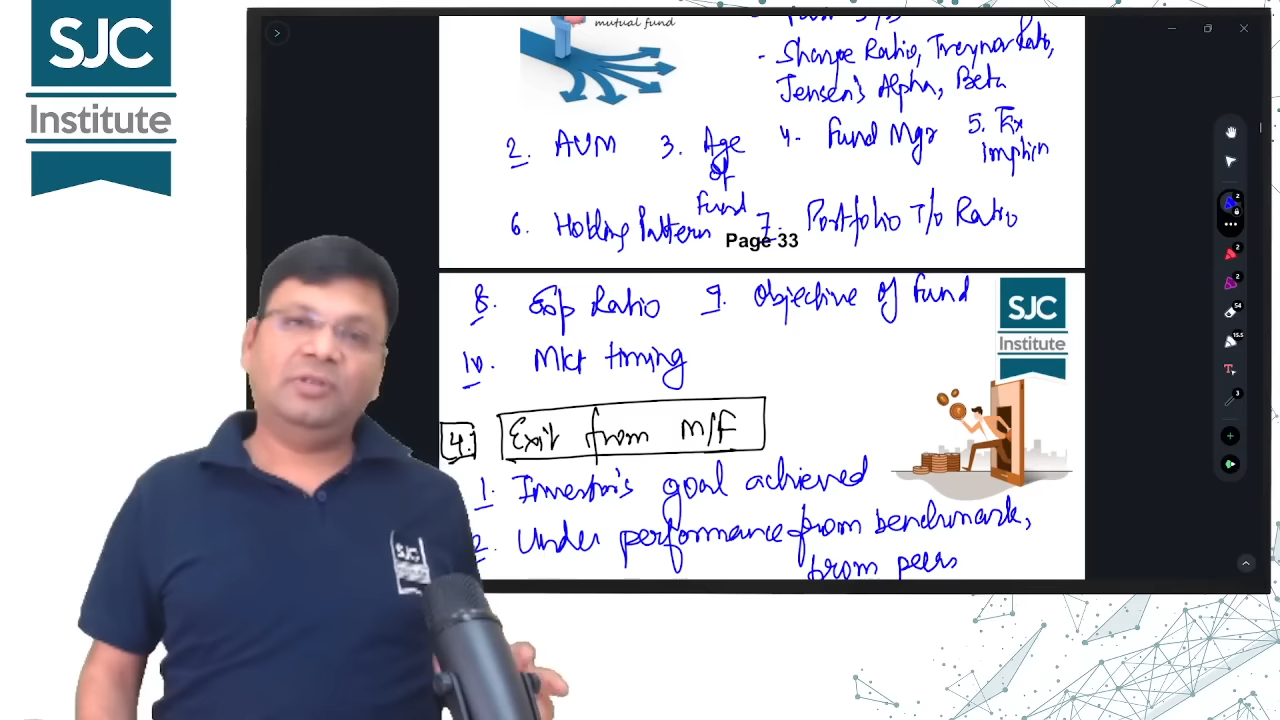 SJC
Institute
mutual fund
- Sharpe Ratio, Treynor Ratio,
Jensen's Alpha, Beta
2. AUM 3. Age of Fund 4. Fund Mgr 5. Tax
6. Holding Pattern 7. Portfolio T/o Ratio
Page 33
8. Exp Ratio 9. Objective of Fund
10. Mkt timing
SJC
Institute
4. Exit from M/F
1. Investor's goal achieved
2. Under performance from benchmark,
from peers
SJC